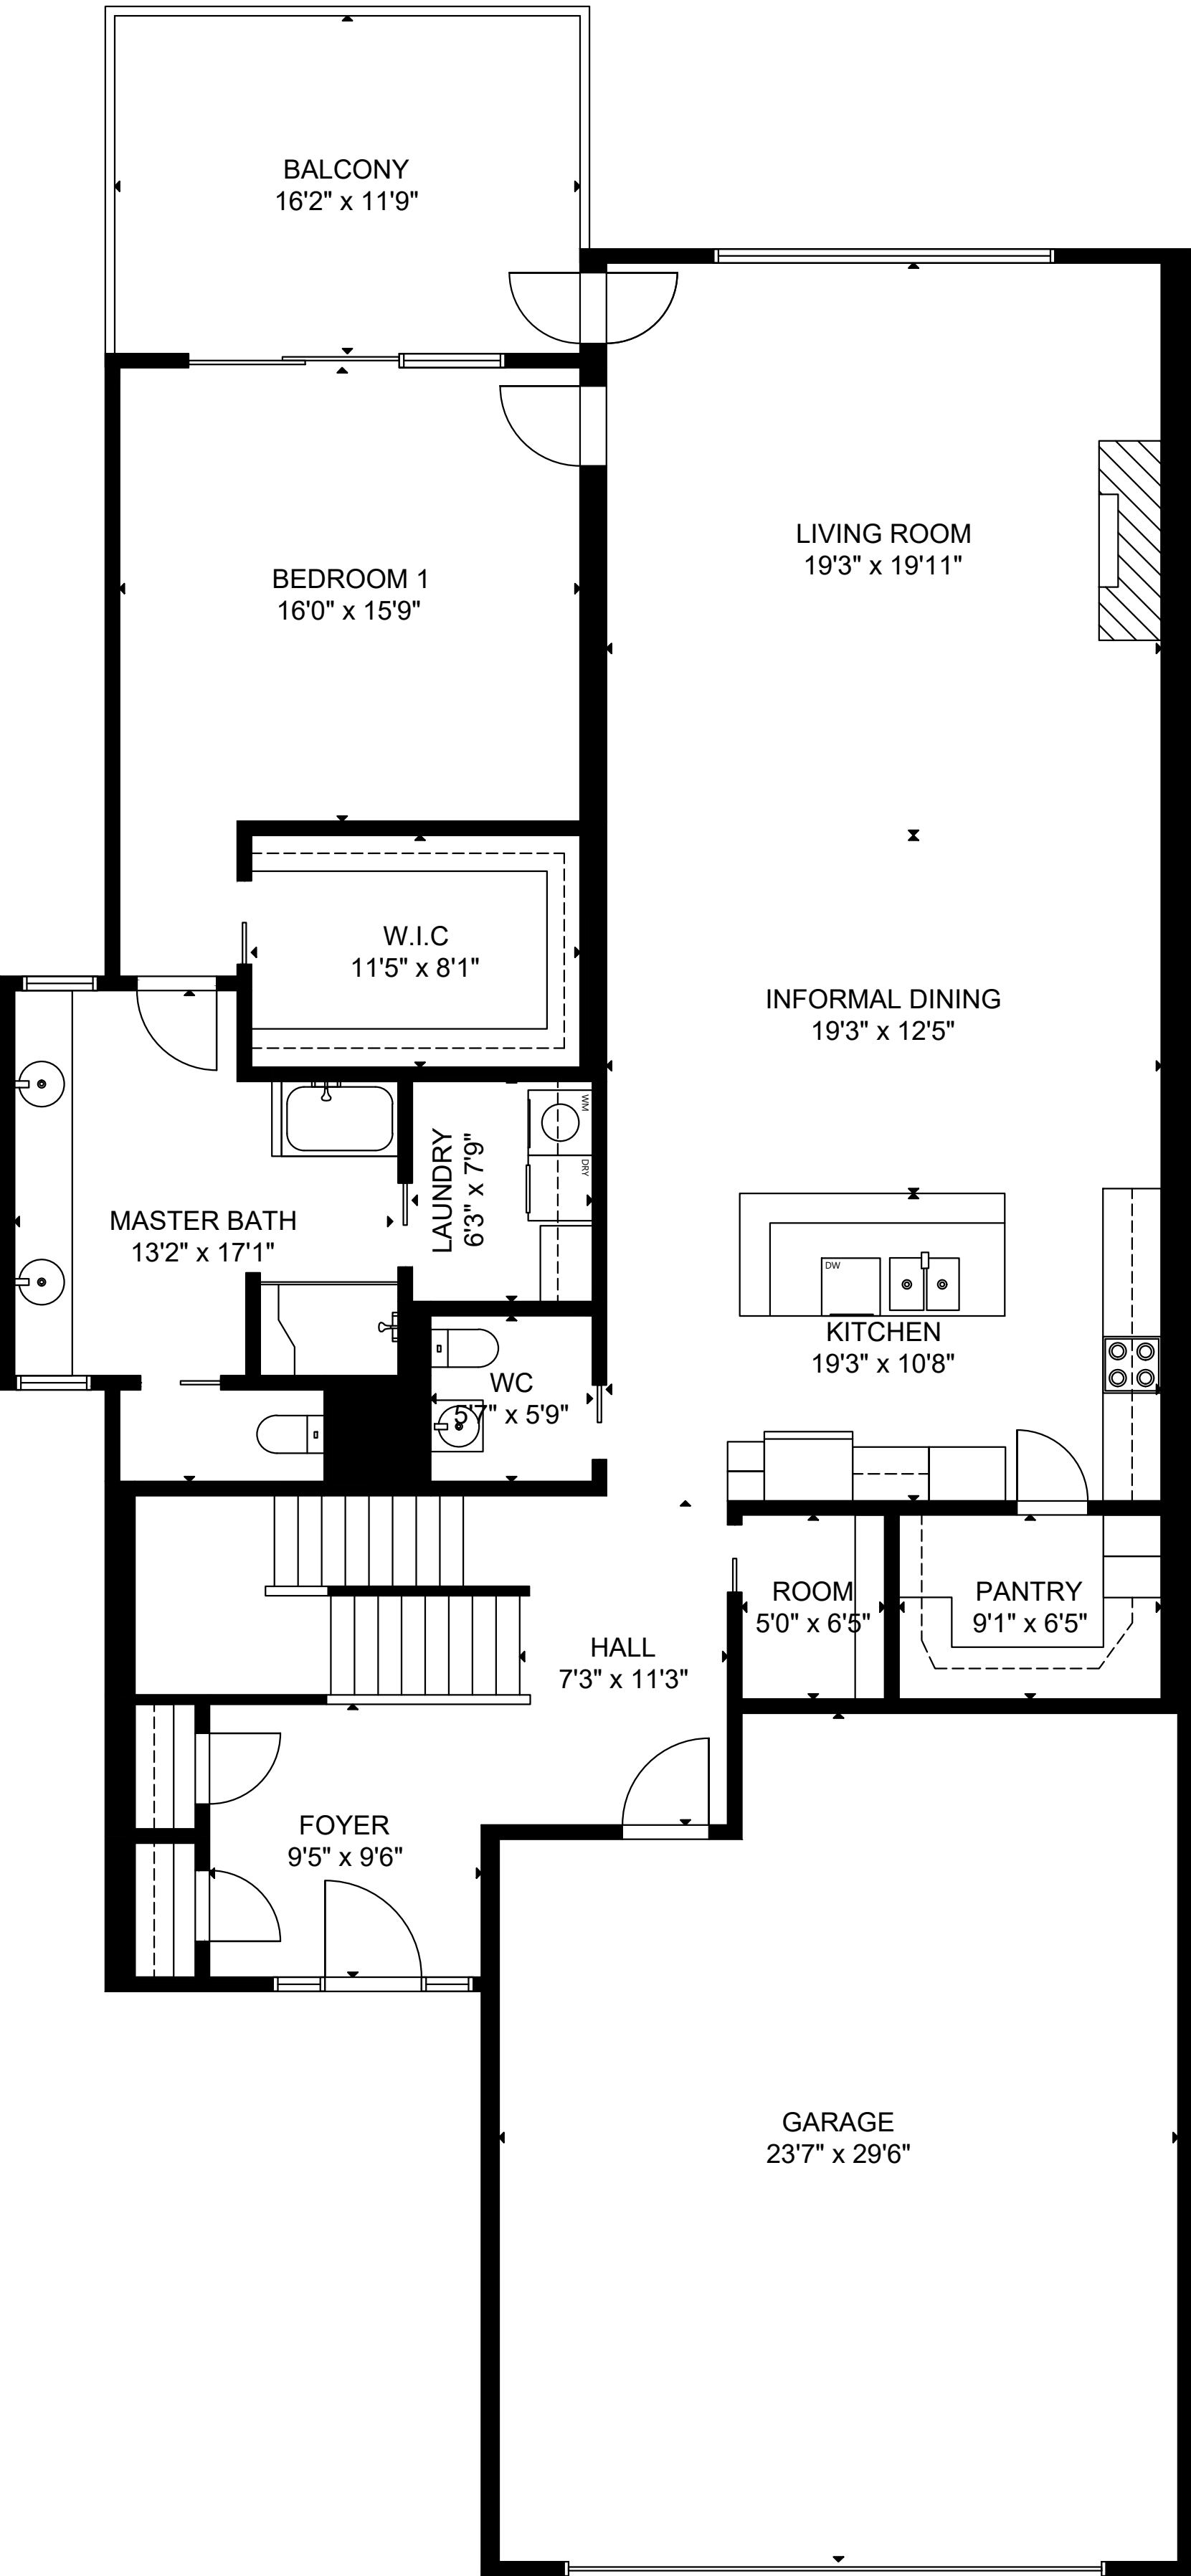 BALCONY
16'2" x 11'9"
LIVING ROOM
19'3" x 19'11"
BEDROOM 1
16'0" x 15'9"
W.I.C
11'5" x 8'1"
INFORMAL DINING
19'3" x 12'5"
WM
DRY
LAUNDRY
6'3" x 7'9"
MASTER BATH
13'2" x 17'1"
DW
KITCHEN
19'3" x 10'8"
WC
5'7" x 5'9"
ROOM
5'0" x 6'5"
PANTRY
9'1" x 6'5"
HALL
7'3" x 11'3"
FOYER
9'5" x 9'6"
GARAGE
23'7" x 29'6"